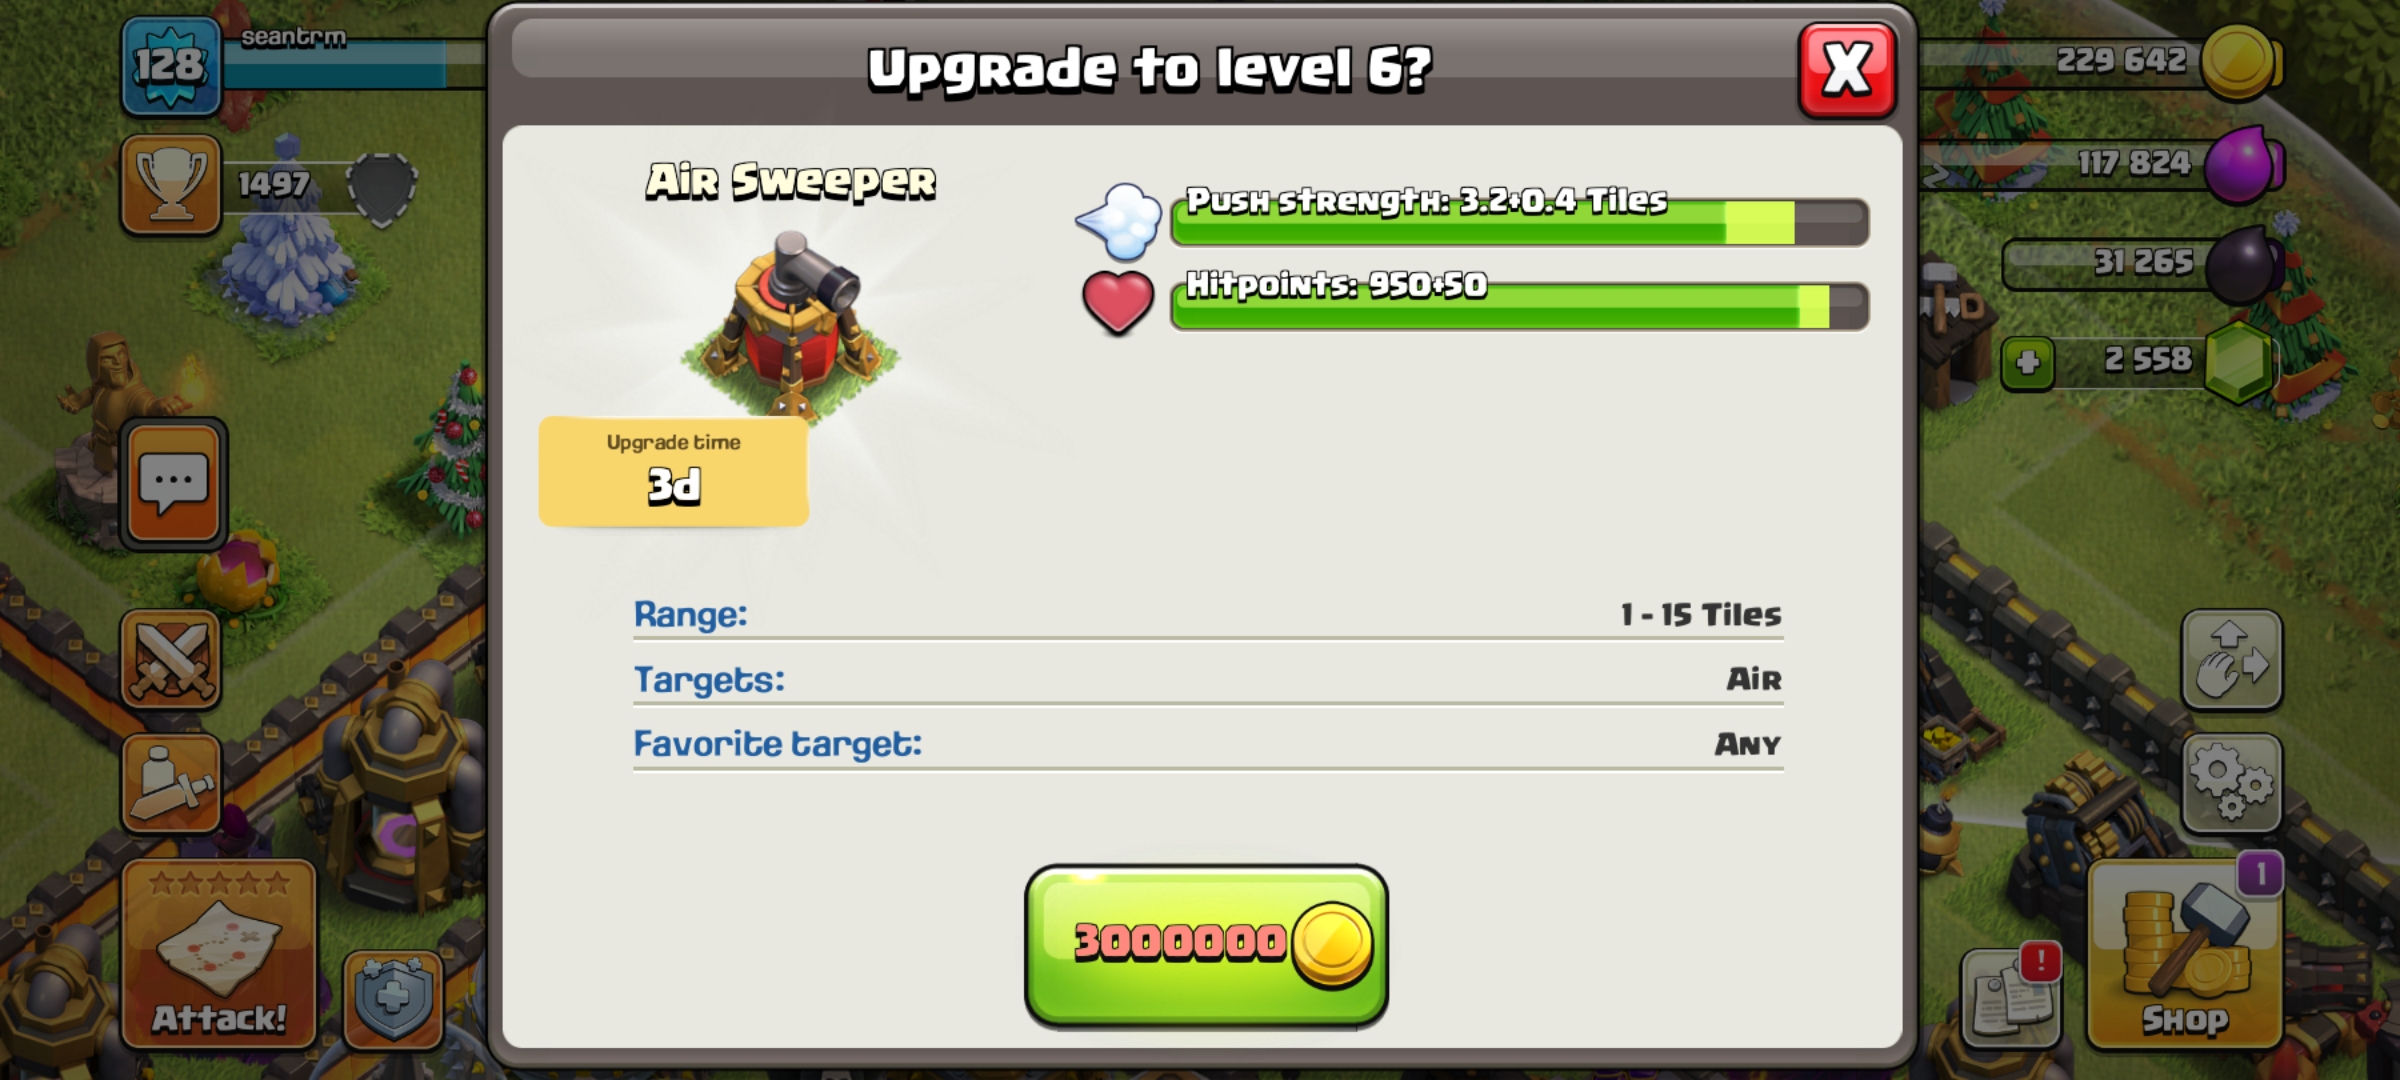 128
seantrm
Upgrade to level 6?
X
229 642
1497
Air Sweeper
Push strength: 3.2+0.4 Tiles
117 824
Hitpoints: 950+50
31 265
2 558
Upgrade time
3d
Range: 1 - 15 Tiles
Targets: Air
Favorite target: Any
1
3000000
!
Attack!
Shop